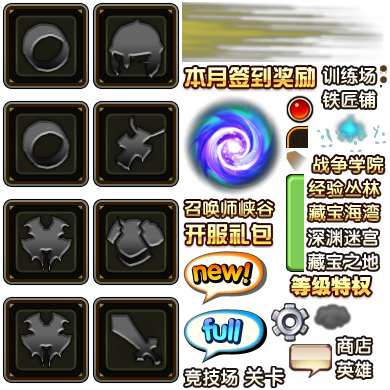 本月签到奖励
训练场
铁匠铺
战争学院
经验丛林
藏宝海湾
深渊迷宫
藏宝之地
召唤师峡谷
开服礼包
等级特权
new!
full
商店
英雄
竞技场 关卡